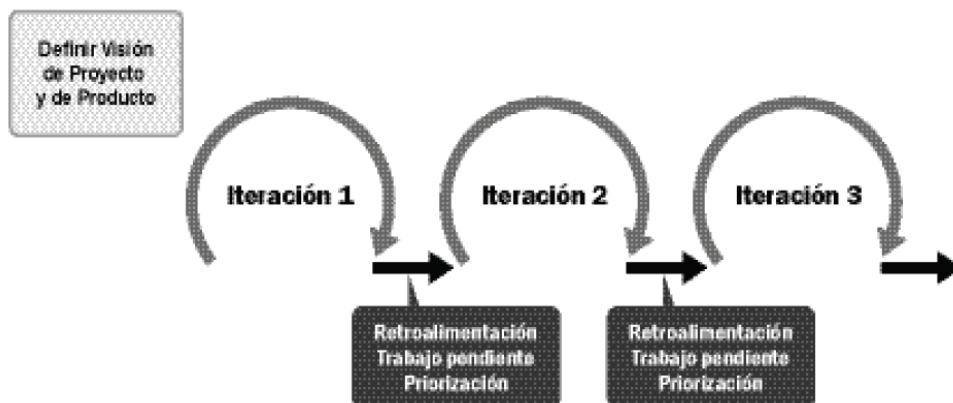 Definir Visión
de Proyecto
y de Producto
Iteración 1
Iteración 2
Iteración 3
Retroalimentación
Trabajo pendiente
Priorización
Retroalimentación
Trabajo pendiente
Priorización